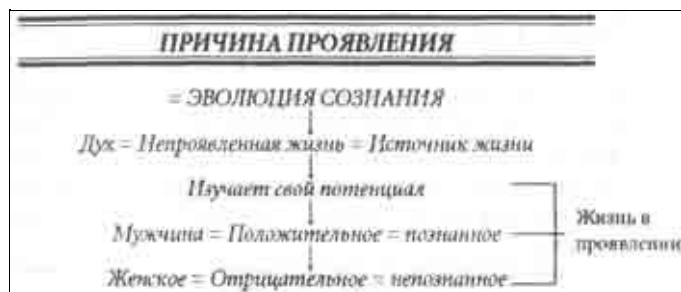 ПРИЧИНА ПРОЯВЛЕНИЯ
= ЭВОЛЮЦИЯ СОЗНАНИЯ
Дух = Непроявленная жизнь = Источник жизни
Изучает свой потенциал
Мужчина = Положительное = познанное
Женское = Отрицательное = непознанное
Жизнь в
проявлении